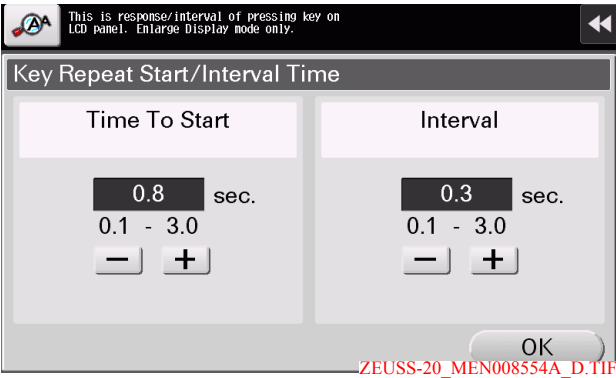 This is response/interval of pressing key on
LCD panel. Enlarge Display mode only.
Key Repeat Start/Interval Time
Time To Start
Interval
0.8 sec.
0.3 sec.
0.1 - 3.0
0.1 - 3.0
− +
− +
OK
ZEUSS-20_MEN008554A_D.TIF